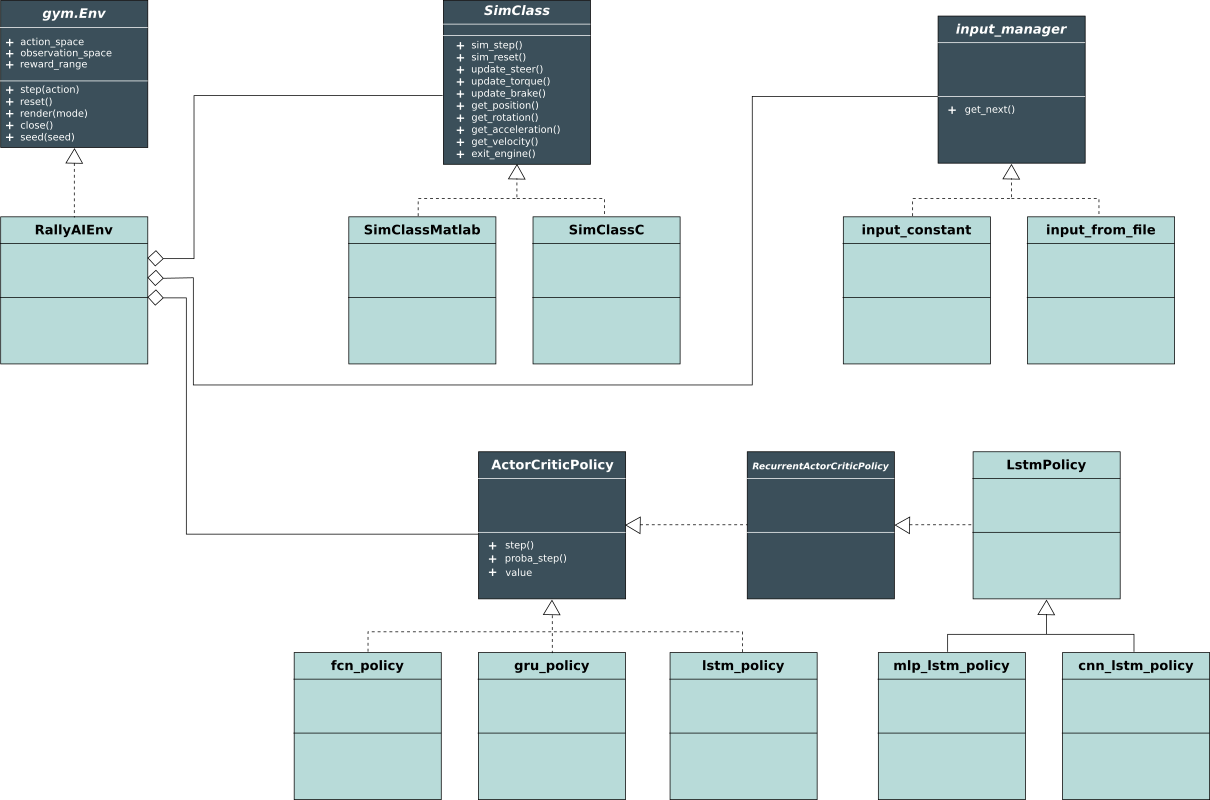 gym.Env
+ action_space
+ observation_space
+ reward_range
+ step(action)
+ reset()
+ render(mode)
+ close()
+ seed(seed)
SimClass
+ sim_step()
+ sim_reset()
+ update_steer()
+ update_torque()
+ update_brake()
+ get_position()
+ get_rotation()
+ get_acceleration()
+ get_velocity()
+ exit_engine()
input_manager
+ get_next()
RallyAIEnv
SimClassMatlab
SimClassC
input_constant
input_from_file
ActorCriticPolicy
+ step()
+ proba_step()
+ value
RecurrentActorCriticPolicy
LstmPolicy
fcn_policy
gru_policy
lstm_policy
mlp_lstm_policy
cnn_lstm_policy